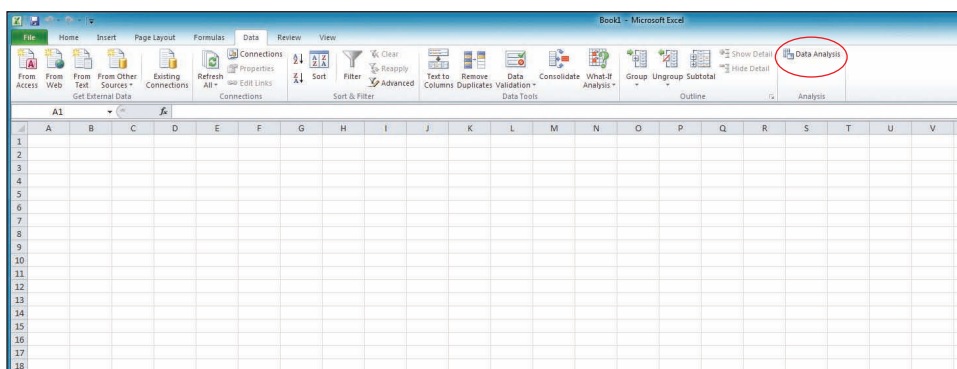 Book1 - Microsoft Excel
File Home Insert Page Layout Formulas Data Review View
From Access From Web From Text From Other Sources Existing Connections
Get External Data
Refresh All Connections Properties Edit Links
Connections
Sort Filter Clear Reapply Advanced
Sort & Filter
Text to Columns Remove Duplicates Data Validation Consolidate What-If Analysis
Data Tools
Group Ungroup Subtotal Show Detail Hide Detail
Outline
Data Analysis
Analysis
A1 fx
A B C D E F G H I J K L M N O P Q R S T U V
1
2
3
4
5
6
7
8
9
10
11
12
13
14
15
16
17
18